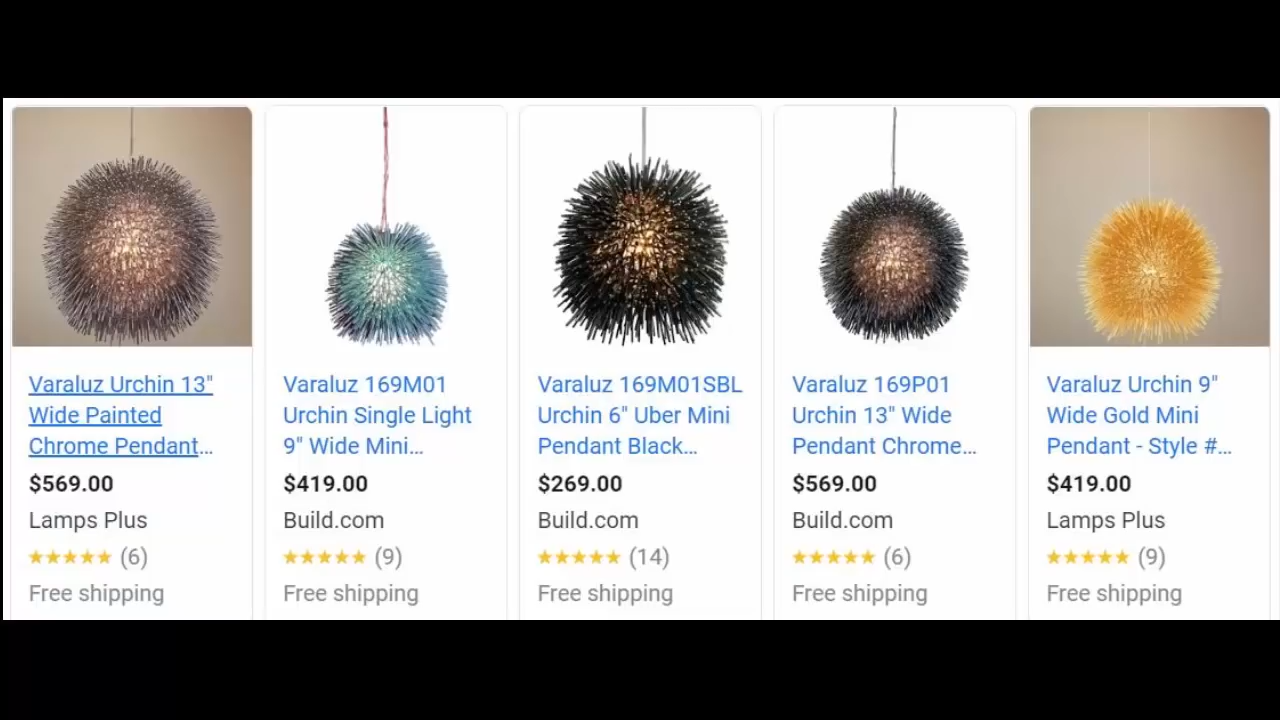 Varaluz Urchin 13"
Wide Painted
Chrome Pendant...
$569.00
Lamps Plus
(6)
Free shipping
Varaluz 169M01
Urchin Single Light
9" Wide Mini...
$419.00
Build.com
(9)
Free shipping
Varaluz 169M01SBL
Urchin 6" Uber Mini
Pendant Black...
$269.00
Build.com
(14)
Free shipping
Varaluz 169P01
Urchin 13" Wide
Pendant Chrome...
$569.00
Build.com
(6)
Free shipping
Varaluz Urchin 9"
Wide Gold Mini
Pendant - Style #...
$419.00
Lamps Plus
(9)
Free shipping